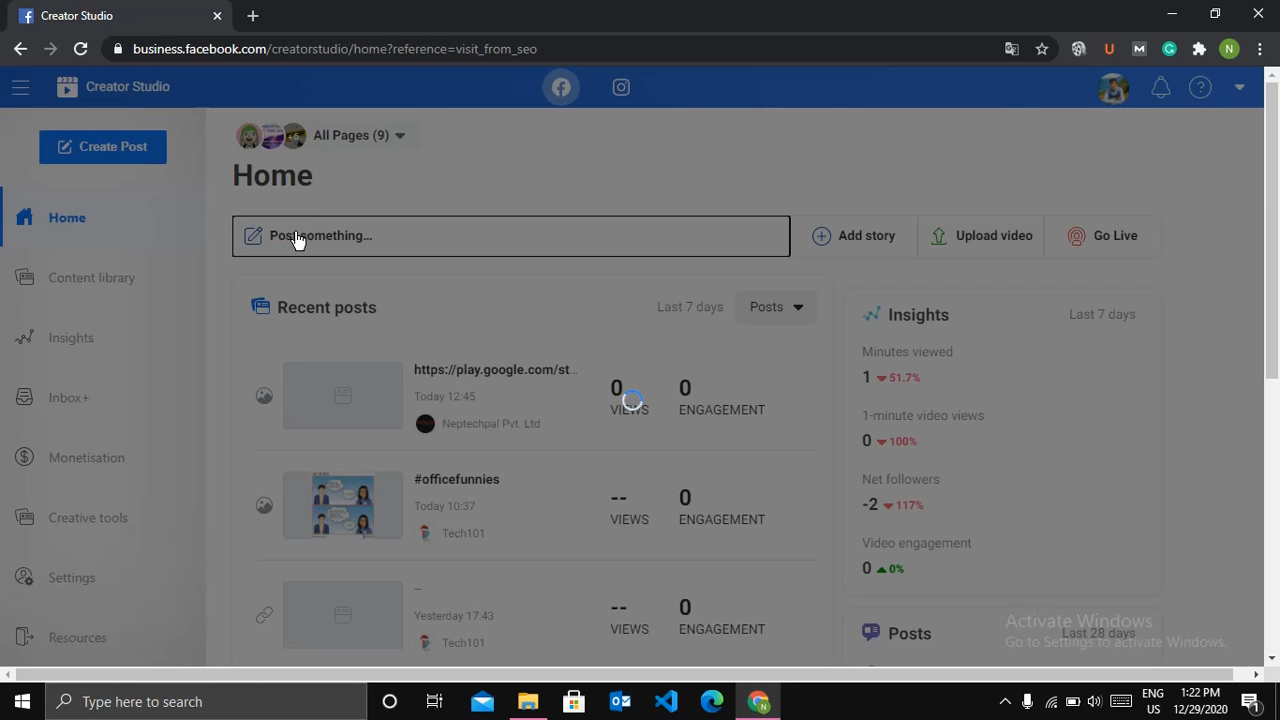 Creator Studio
business.facebook.com/creatorstudio/home?reference=visit_from_seo
Creator Studio
Create Post
Home
Content library
Insights
Inbox+
Monetisation
Creative tools
Settings
Resources
+6 All Pages (9)
Home
Post something...
Add story
Upload video
Go Live
Recent posts
Last 7 days
Posts
https://play.google.com/st...
Today 12:45
Neptechpal Pvt. Ltd
0 0
VIEWS ENGAGEMENT
#officefunnies
Today 10:37
Tech101
-- 0
VIEWS ENGAGEMENT
--
Yesterday 17:43
Tech101
-- 0
VIEWS ENGAGEMENT
Insights
Last 7 days
Minutes viewed
1 51.7%
1-minute video views
0 100%
Net followers
-2 117%
Video engagement
0 0%
Posts
Last 28 days
Activate Windows
Go to Settings to activate Windows.
Type here to search
ENG
US
1:22 PM
12/29/2020